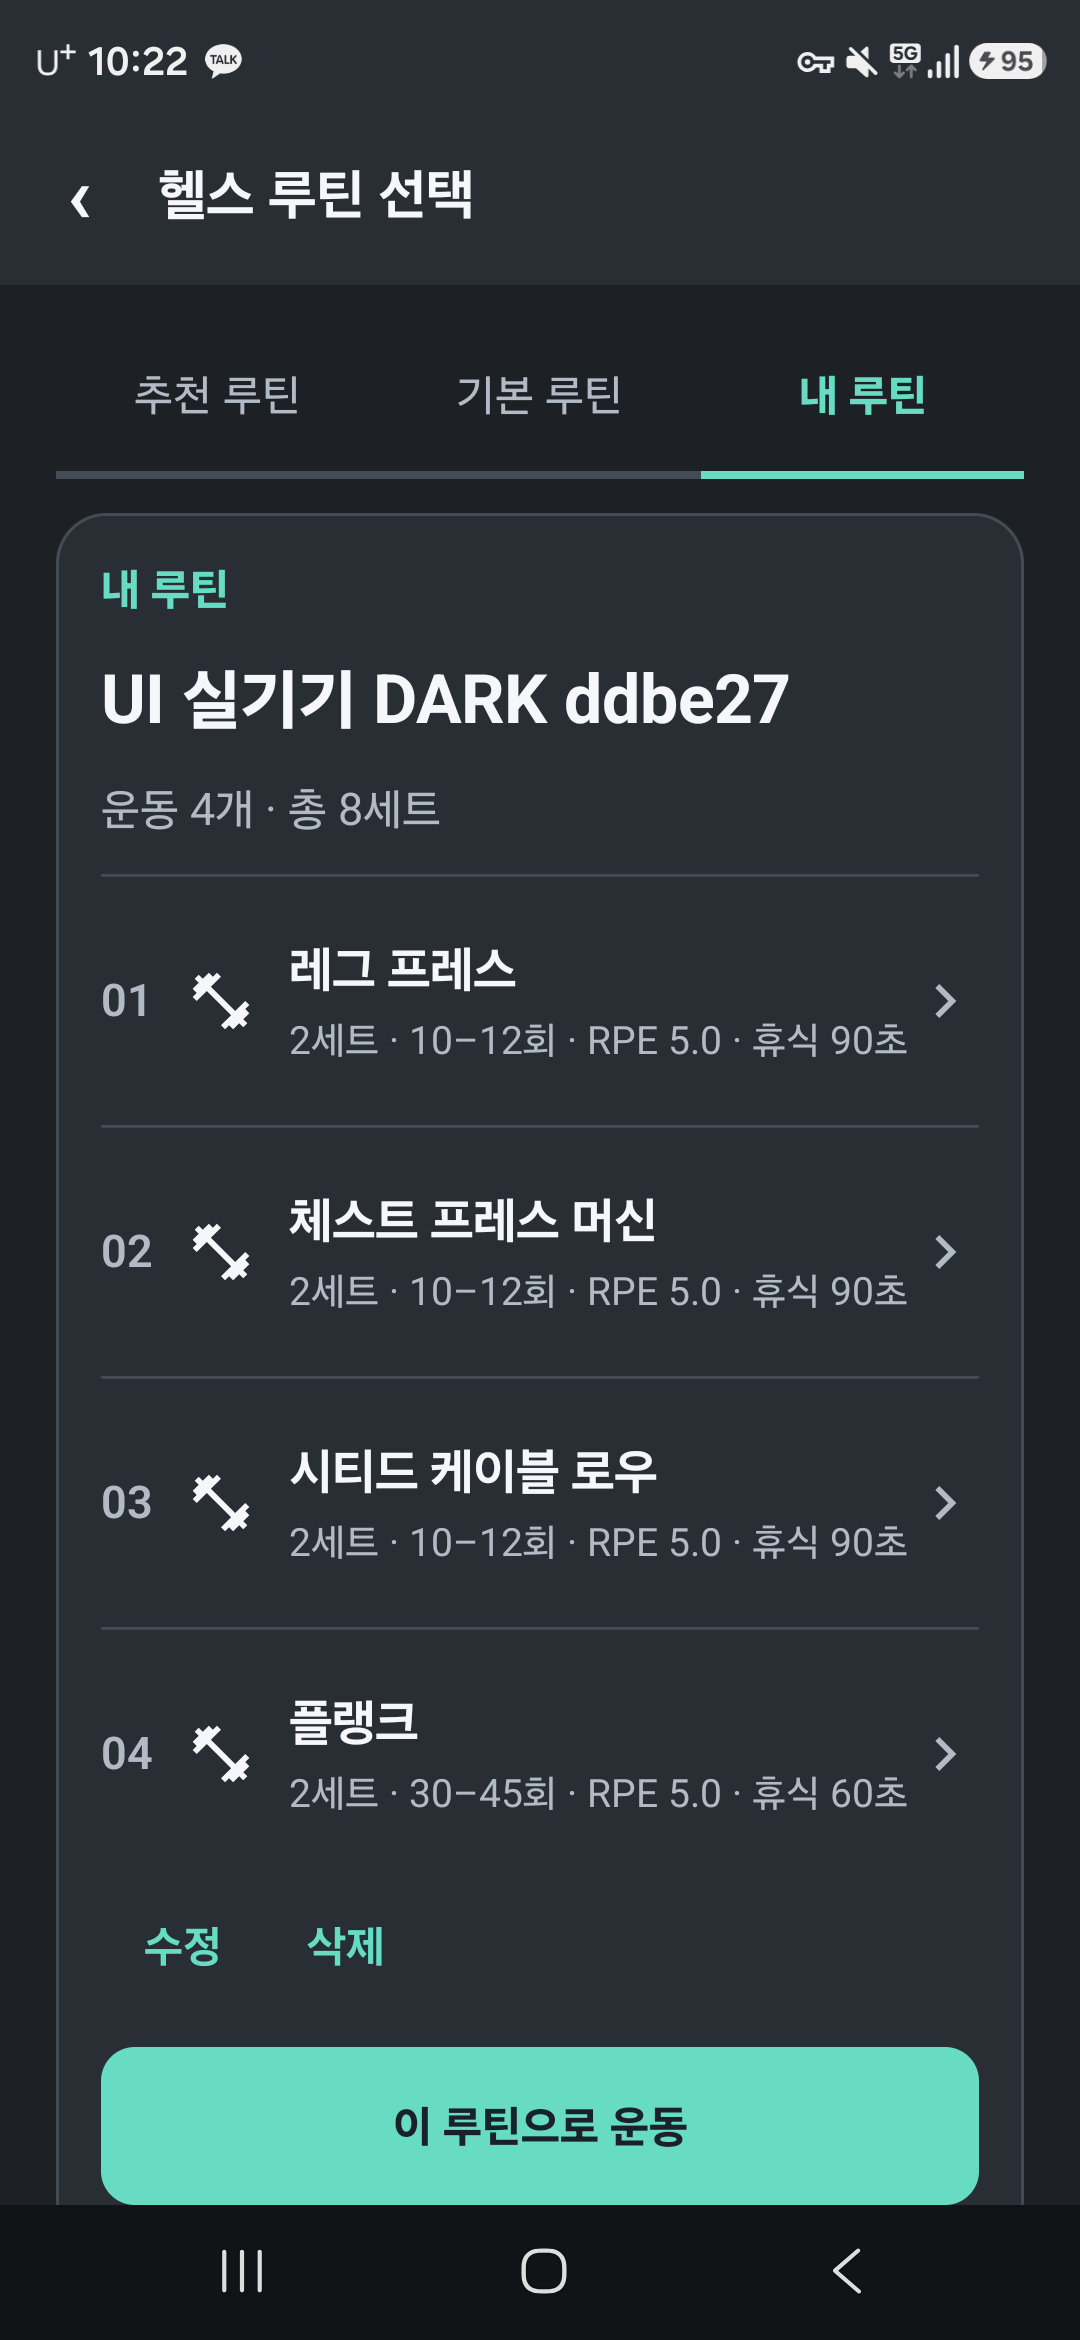 U+ 10:22 TALK 5G 95
헬스 루틴 선택
추천 루틴 기본 루틴 내 루틴
내 루틴
UI 실기기 DARK ddbe27
운동 4개 · 총 8세트
01 레그 프레스
2세트 · 10–12회 · RPE 5.0 · 휴식 90초
02 체스트 프레스 머신
2세트 · 10–12회 · RPE 5.0 · 휴식 90초
03 시티드 케이블 로우
2세트 · 10–12회 · RPE 5.0 · 휴식 90초
04 플랭크
2세트 · 30–45회 · RPE 5.0 · 휴식 60초
수정 삭제
이 루틴으로 운동